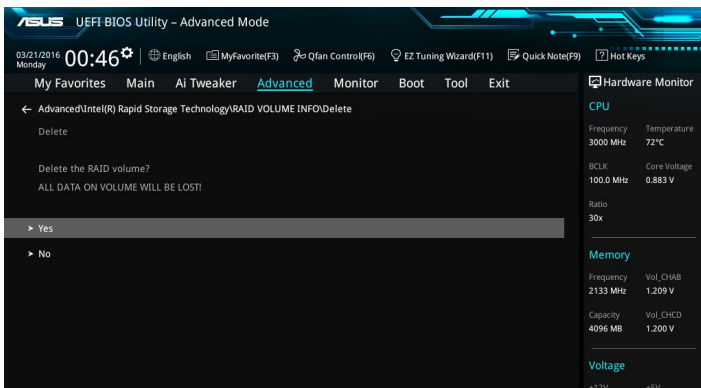 ASUS UEFI BIOS Utility – Advanced Mode
03/21/2016 Monday 00:46 English MyFavorite(F3) Qfan Control(F6) EZ Tuning Wizard(F11) Quick Note(F9) ? Hot Keys
My Favorites Main Ai Tweaker Advanced Monitor Boot Tool Exit
Hardware Monitor
← Advanced\Intel(R) Rapid Storage Technology\RAID VOLUME INFO\Delete
Delete
Delete the RAID volume?
ALL DATA ON VOLUME WILL BE LOST!
> Yes
> No
CPU
Frequency Temperature
3000 MHz 72°C
BCLK Core Voltage
100.0 MHz 0.883 V
Ratio
30x
Memory
Frequency Vol_CHAB
2133 MHz 1.209 V
Capacity Vol_CHCD
4096 MB 1.200 V
Voltage
+12V +5V